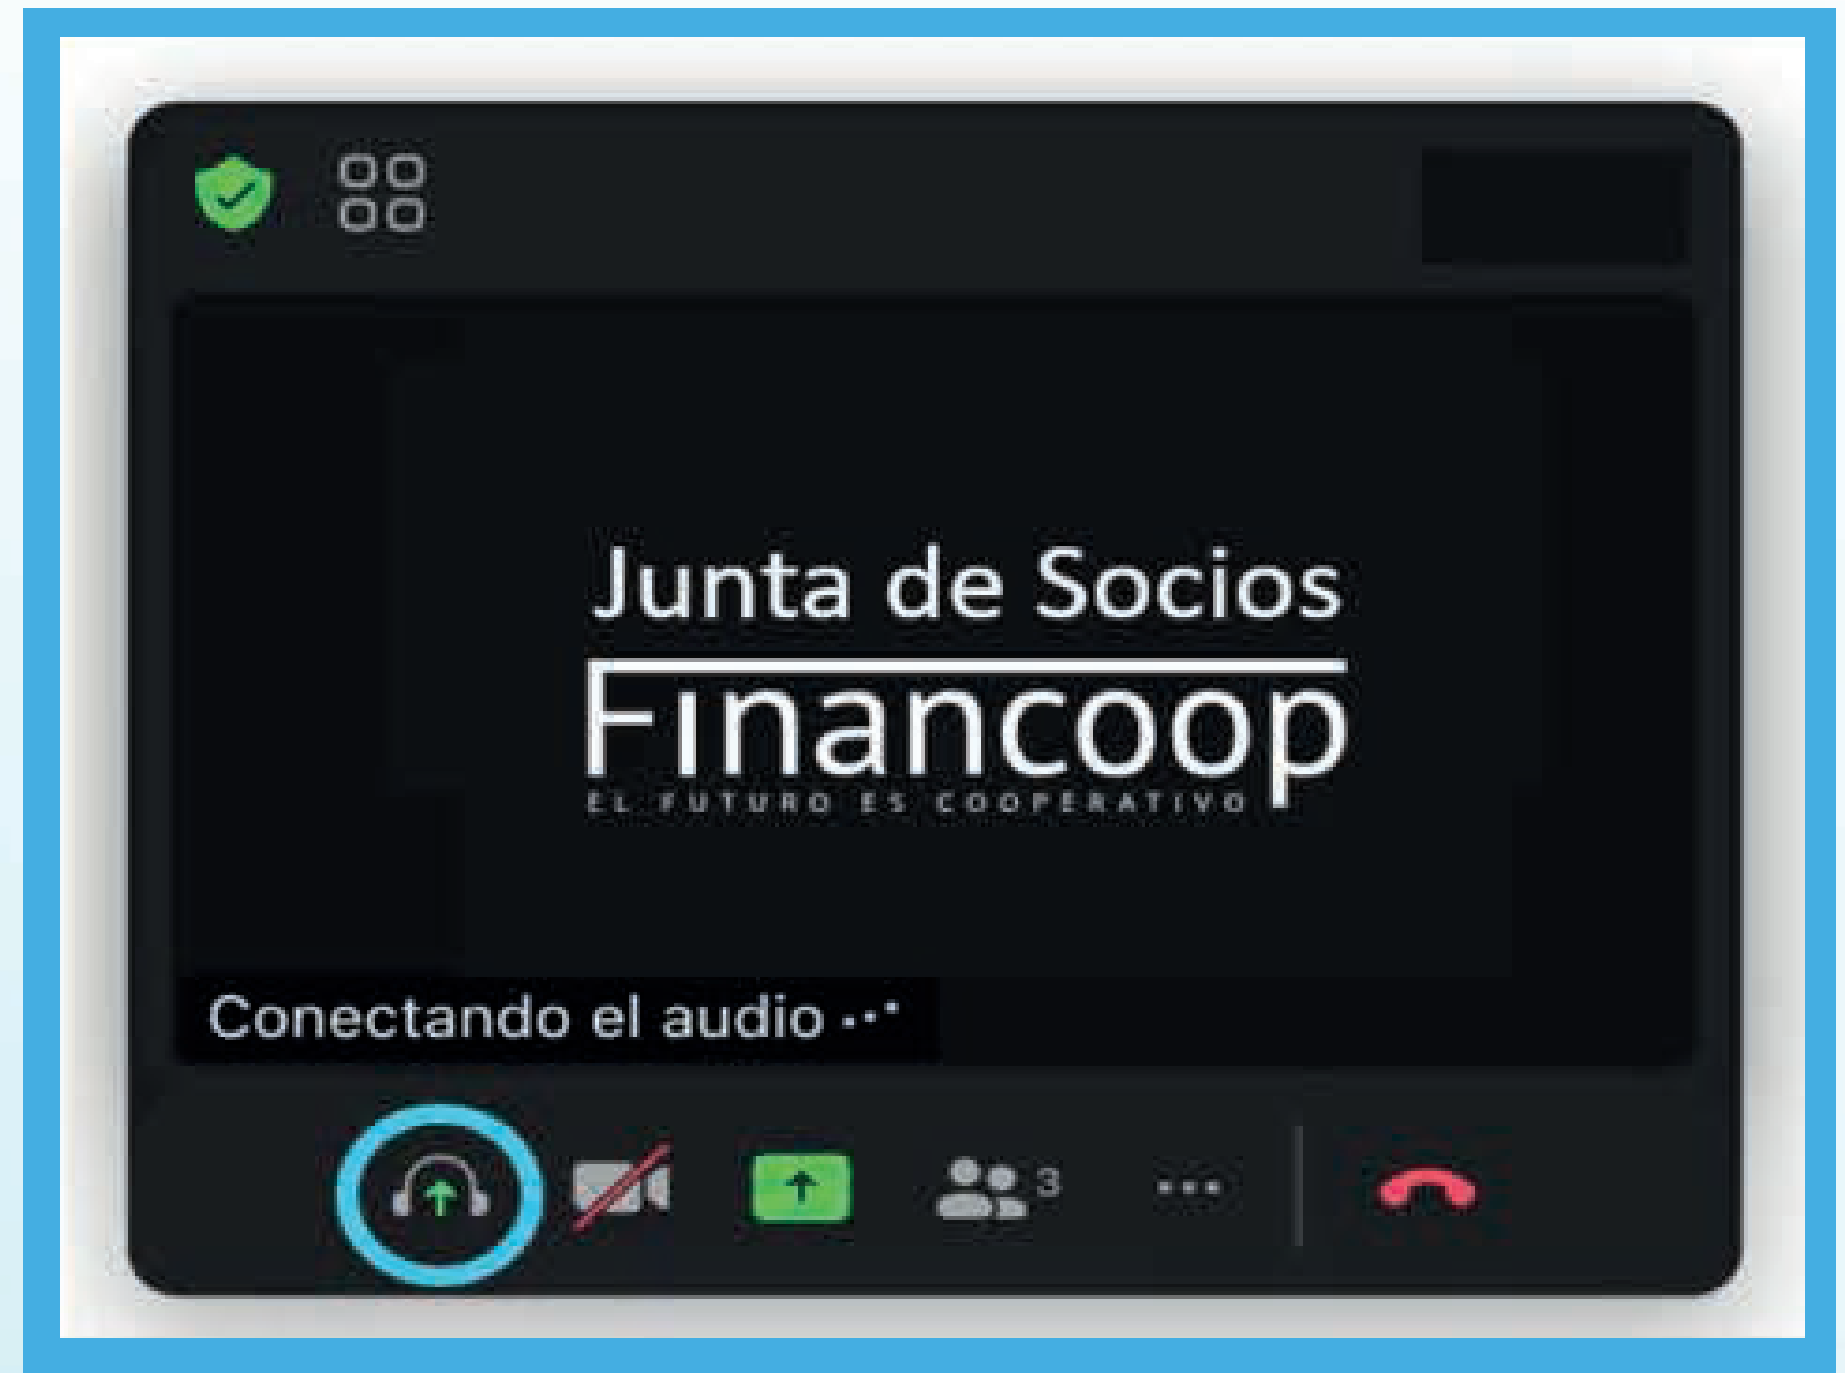 Junta de Socios
Financoop
EL FUTURO ES COOPERATIVO
Conectando el audio
3